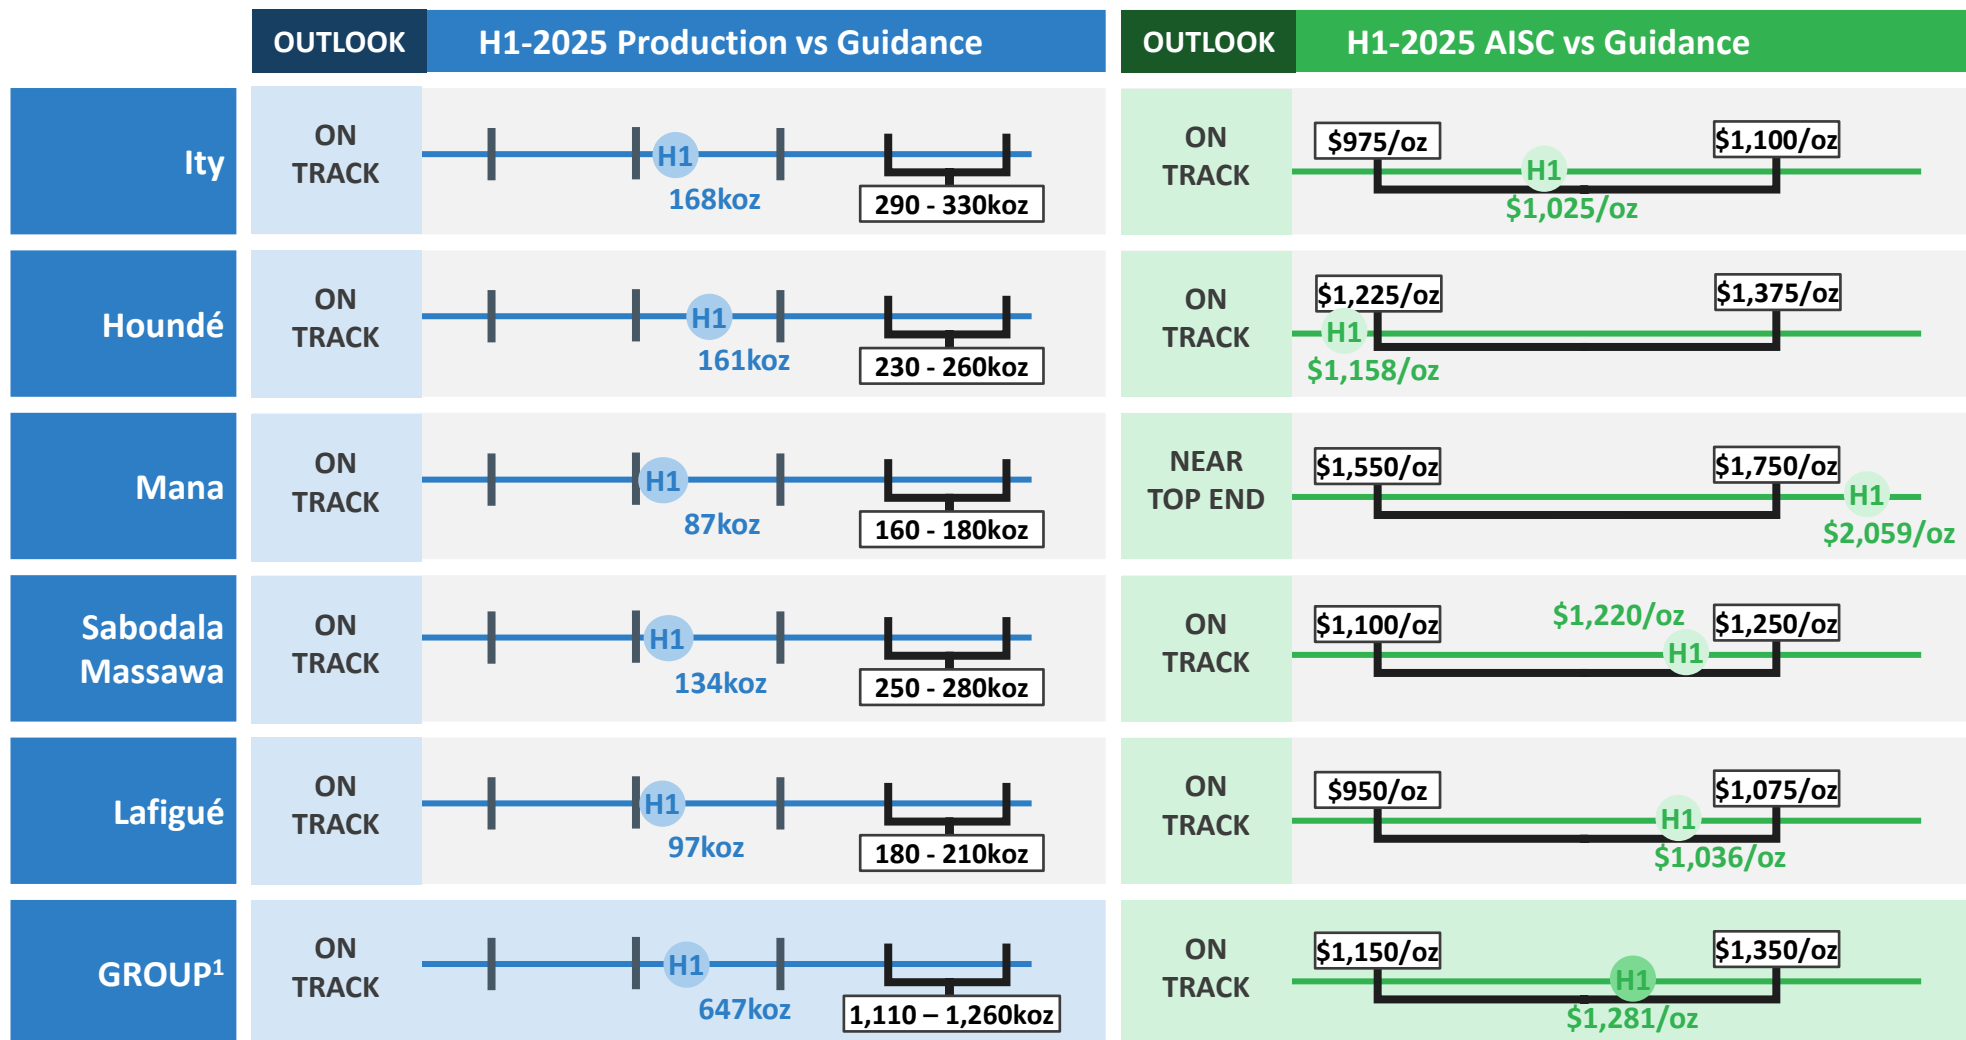 OUTLOOK H1-2025 Production vs Guidance OUTLOOK H1-2025 AISC vs Guidance
Ity
ON
TRACK
H1
168koz
290 - 330koz
ON
TRACK
$975/oz
$1,100/oz
H1
$1,025/oz
Houndé
ON
TRACK
H1
161koz
230 - 260koz
ON
TRACK
$1,225/oz
$1,375/oz
H1
$1,158/oz
Mana
ON
TRACK
H1
87koz
160 - 180koz
NEAR
TOP END
$1,550/oz
$1,750/oz
H1
$2,059/oz
Sabodala
Massawa
ON
TRACK
H1
134koz
250 - 280koz
ON
TRACK
$1,100/oz
$1,220/oz
$1,250/oz
H1
Lafigué
ON
TRACK
H1
97koz
180 - 210koz
ON
TRACK
$950/oz
$1,075/oz
H1
$1,036/oz
GROUP¹
ON
TRACK
H1
647koz
1,110 – 1,260koz
ON
TRACK
$1,150/oz
$1,350/oz
H1
$1,281/oz